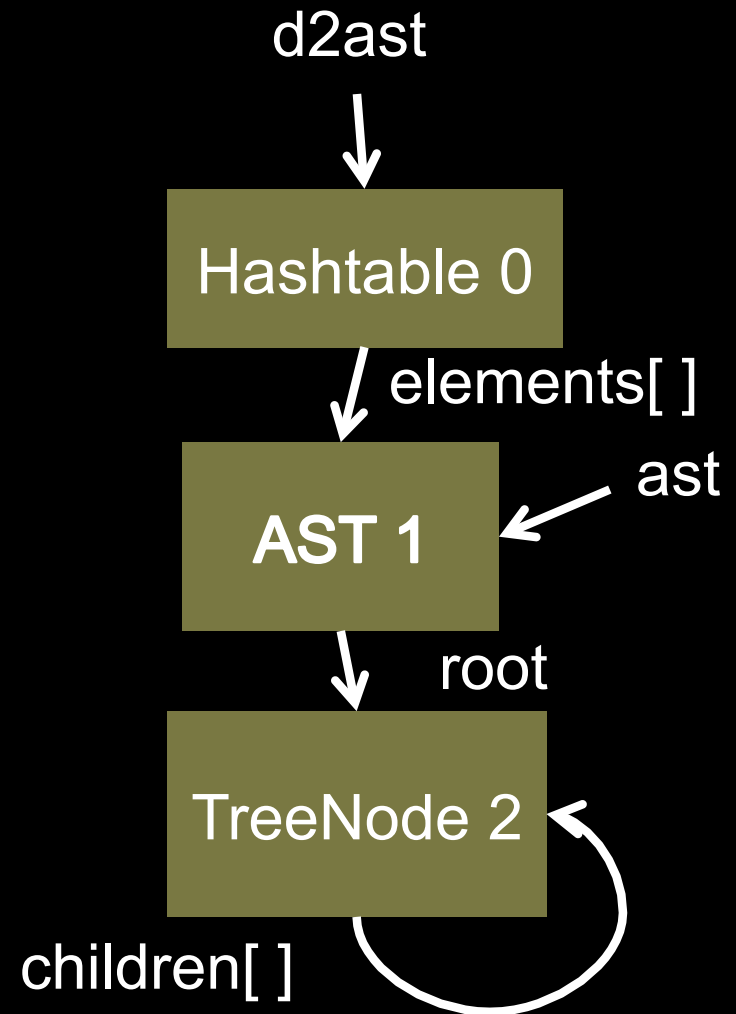 d2ast
Hashtable 0
elements[ ]
ast
AST 1
root
TreeNode 2
children[ ]